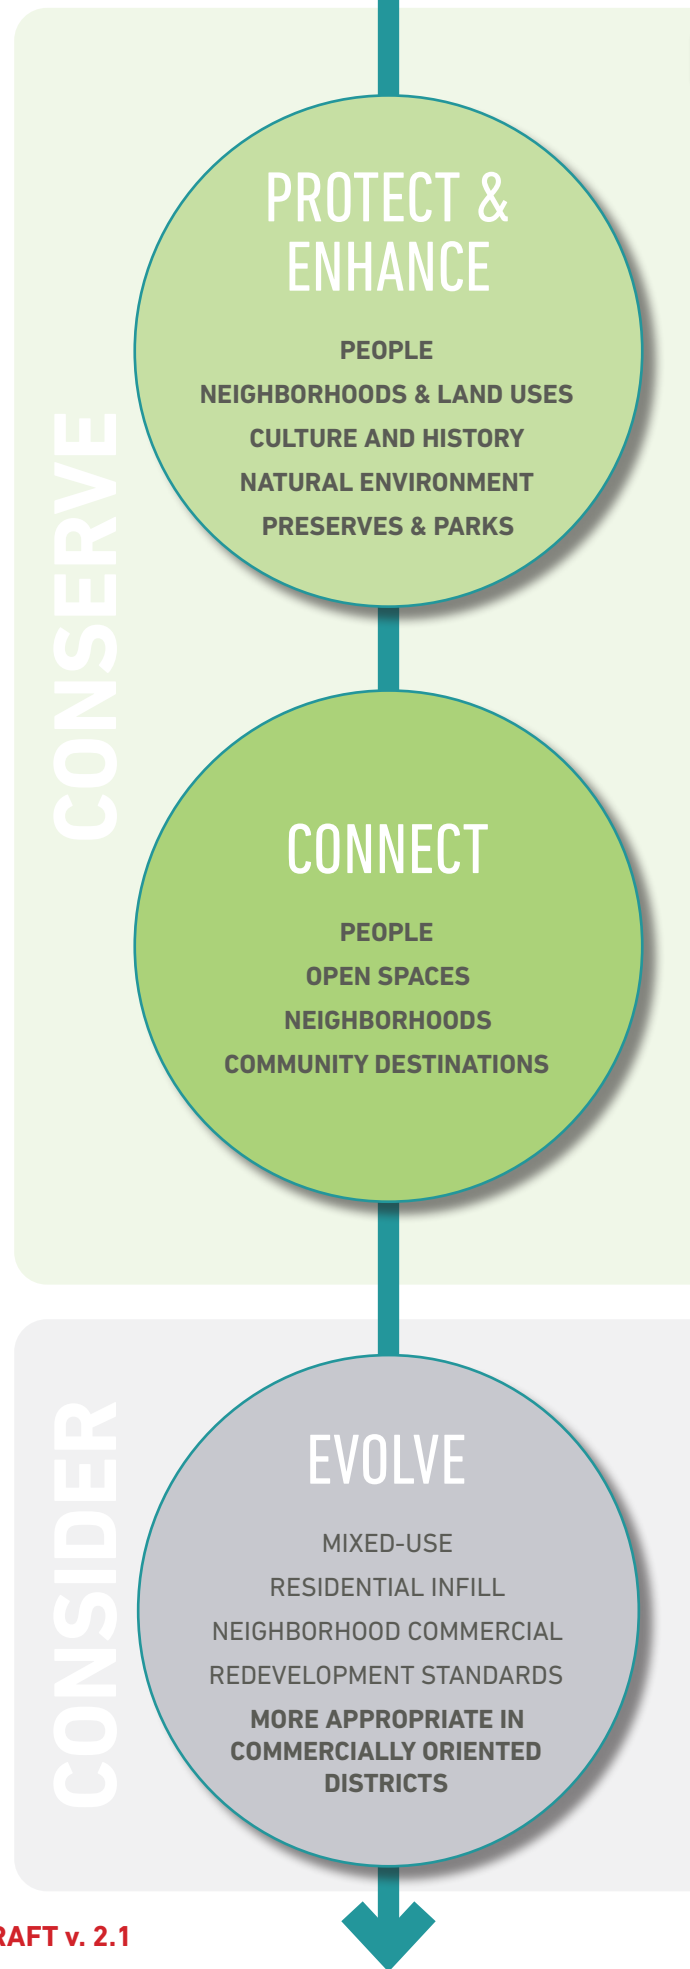 CONSERVE
PROTECT &
ENHANCE
PEOPLE
NEIGHBORHOODS & LAND USES
CULTURE AND HISTORY
NATURAL ENVIRONMENT
PRESERVES & PARKS
CONNECT
PEOPLE
OPEN SPACES
NEIGHBORHOODS
COMMUNITY DESTINATIONS
CONSIDER
EVOLVE
MIXED-USE
RESIDENTIAL INFILL
NEIGHBORHOOD COMMERCIAL
REDEVELOPMENT STANDARDS
MORE APPROPRIATE IN
COMMERCIALLY ORIENTED
DISTRICTS
RAFT v. 2.1